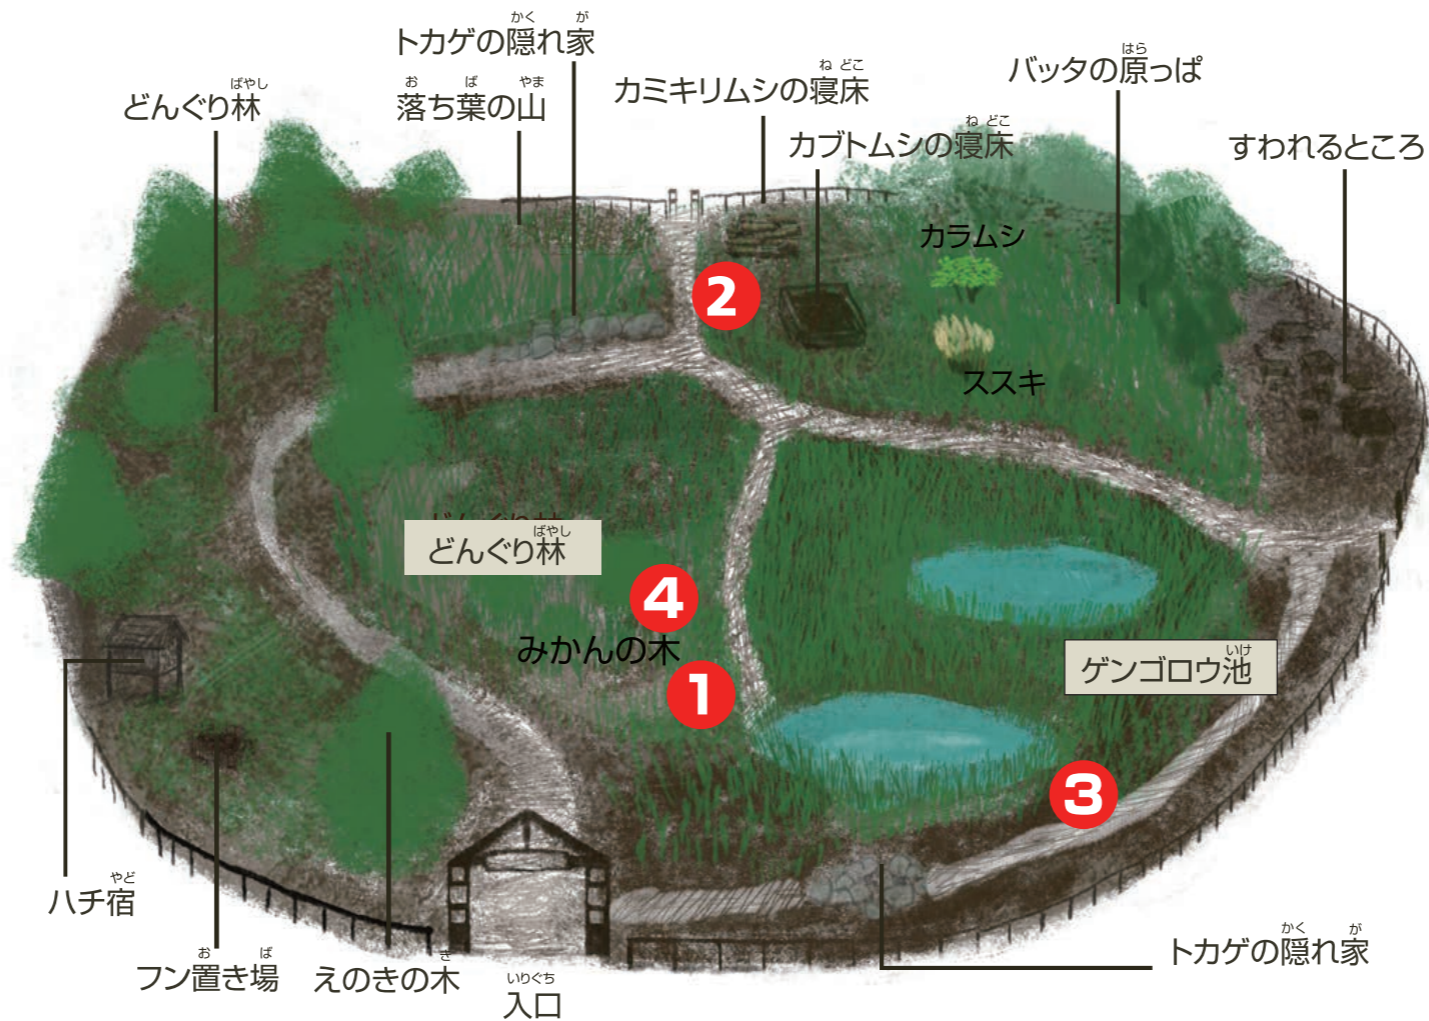 トカゲの隠れ家
落ち葉の山
どんぐり林
カミキリムシの寝床
カブトムシの寝床
バッタの原っぱ
すわれるところ
カラムシ
2
ススキ
どんぐり林
4
みかんの木
1
ゲンゴロウ池
3
ハチ宿
フン置き場
えのきの木
入口
トカゲの隠れ家